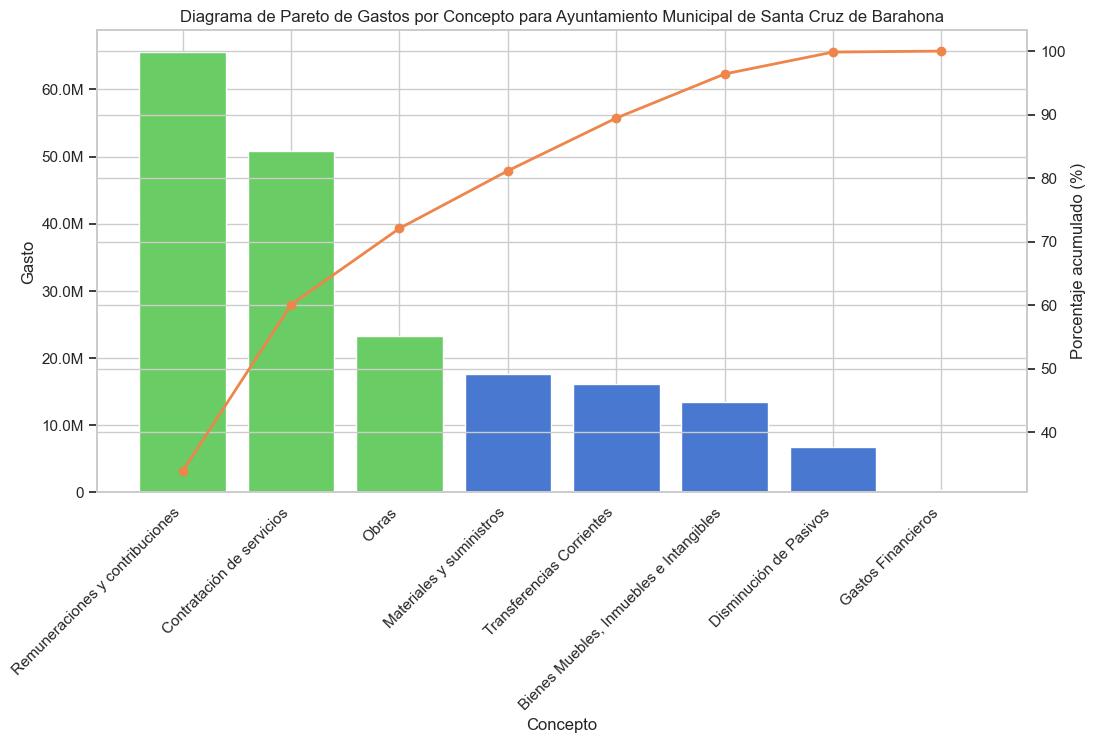 Diagrama de Pareto de Gastos por Concepto para Ayuntamiento Municipal de Santa Cruz de Barahona
Gasto
60.0M
50.0M
40.0M
30.0M
20.0M
10.0M
0
100
90
80
70
60
50
40
Porcentaje acumulado (%)
Remuneraciones y contribuciones
Contratación de servicios
Obras
Materiales y suministros
Transferencias Corrientes
Bienes Muebles, Inmuebles e Intangibles
Disminución de Pasivos
Gastos Financieros
Concepto